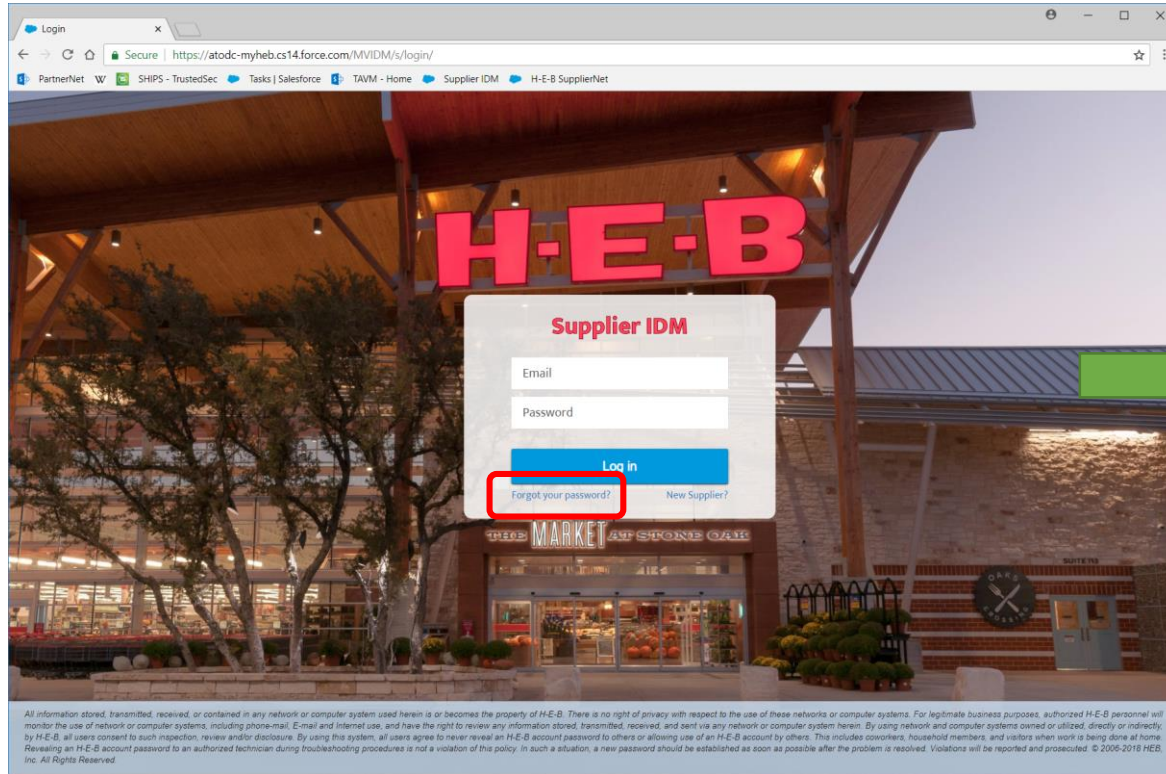 Login
Secure | https://atodc-myheb.cs14.force.com/MVIDM/s/login/
PartnerNet W SHIPS - TrustedSec Tasks | Salesforce TAVM - Home Supplier IDM H-E-B SupplierNet
H-E-B
Supplier IDM
Email
Password
Log in
Forgot your password? New Supplier?
THE MARKET AT STONE OAK
OAKS CROSSING
All information stored, transmitted, received, or contained in any network or computer system used herein is or becomes the property of H-E-B. There is no right of privacy with respect to the use of these networks or computer systems. For legitimate business purposes, authorized H-E-B personnel will
monitor the use of network or computer systems, including phone-mail, E-mail and Internet use, and have the right to review any information stored, transmitted, received, and sent via any network or computer system herein. By using network and computer systems owned or utilized, directly or indirectly,
by H-E-B, all users consent to such inspection, review and/or disclosure. By using this system, all users agree to never reveal an H-E-B account password to others or allowing use of an H-E-B account by others. This includes coworkers, household members, and visitors when work is being done at home.
Revealing an H-E-B account password to an authorized technician during troubleshooting procedures is not a violation of this policy. In such a situation, a new password should be established as soon as possible after the problem is resolved. Violations will be reported and prosecuted. © 2006-2018 HEB,
Inc. All Rights Reserved.